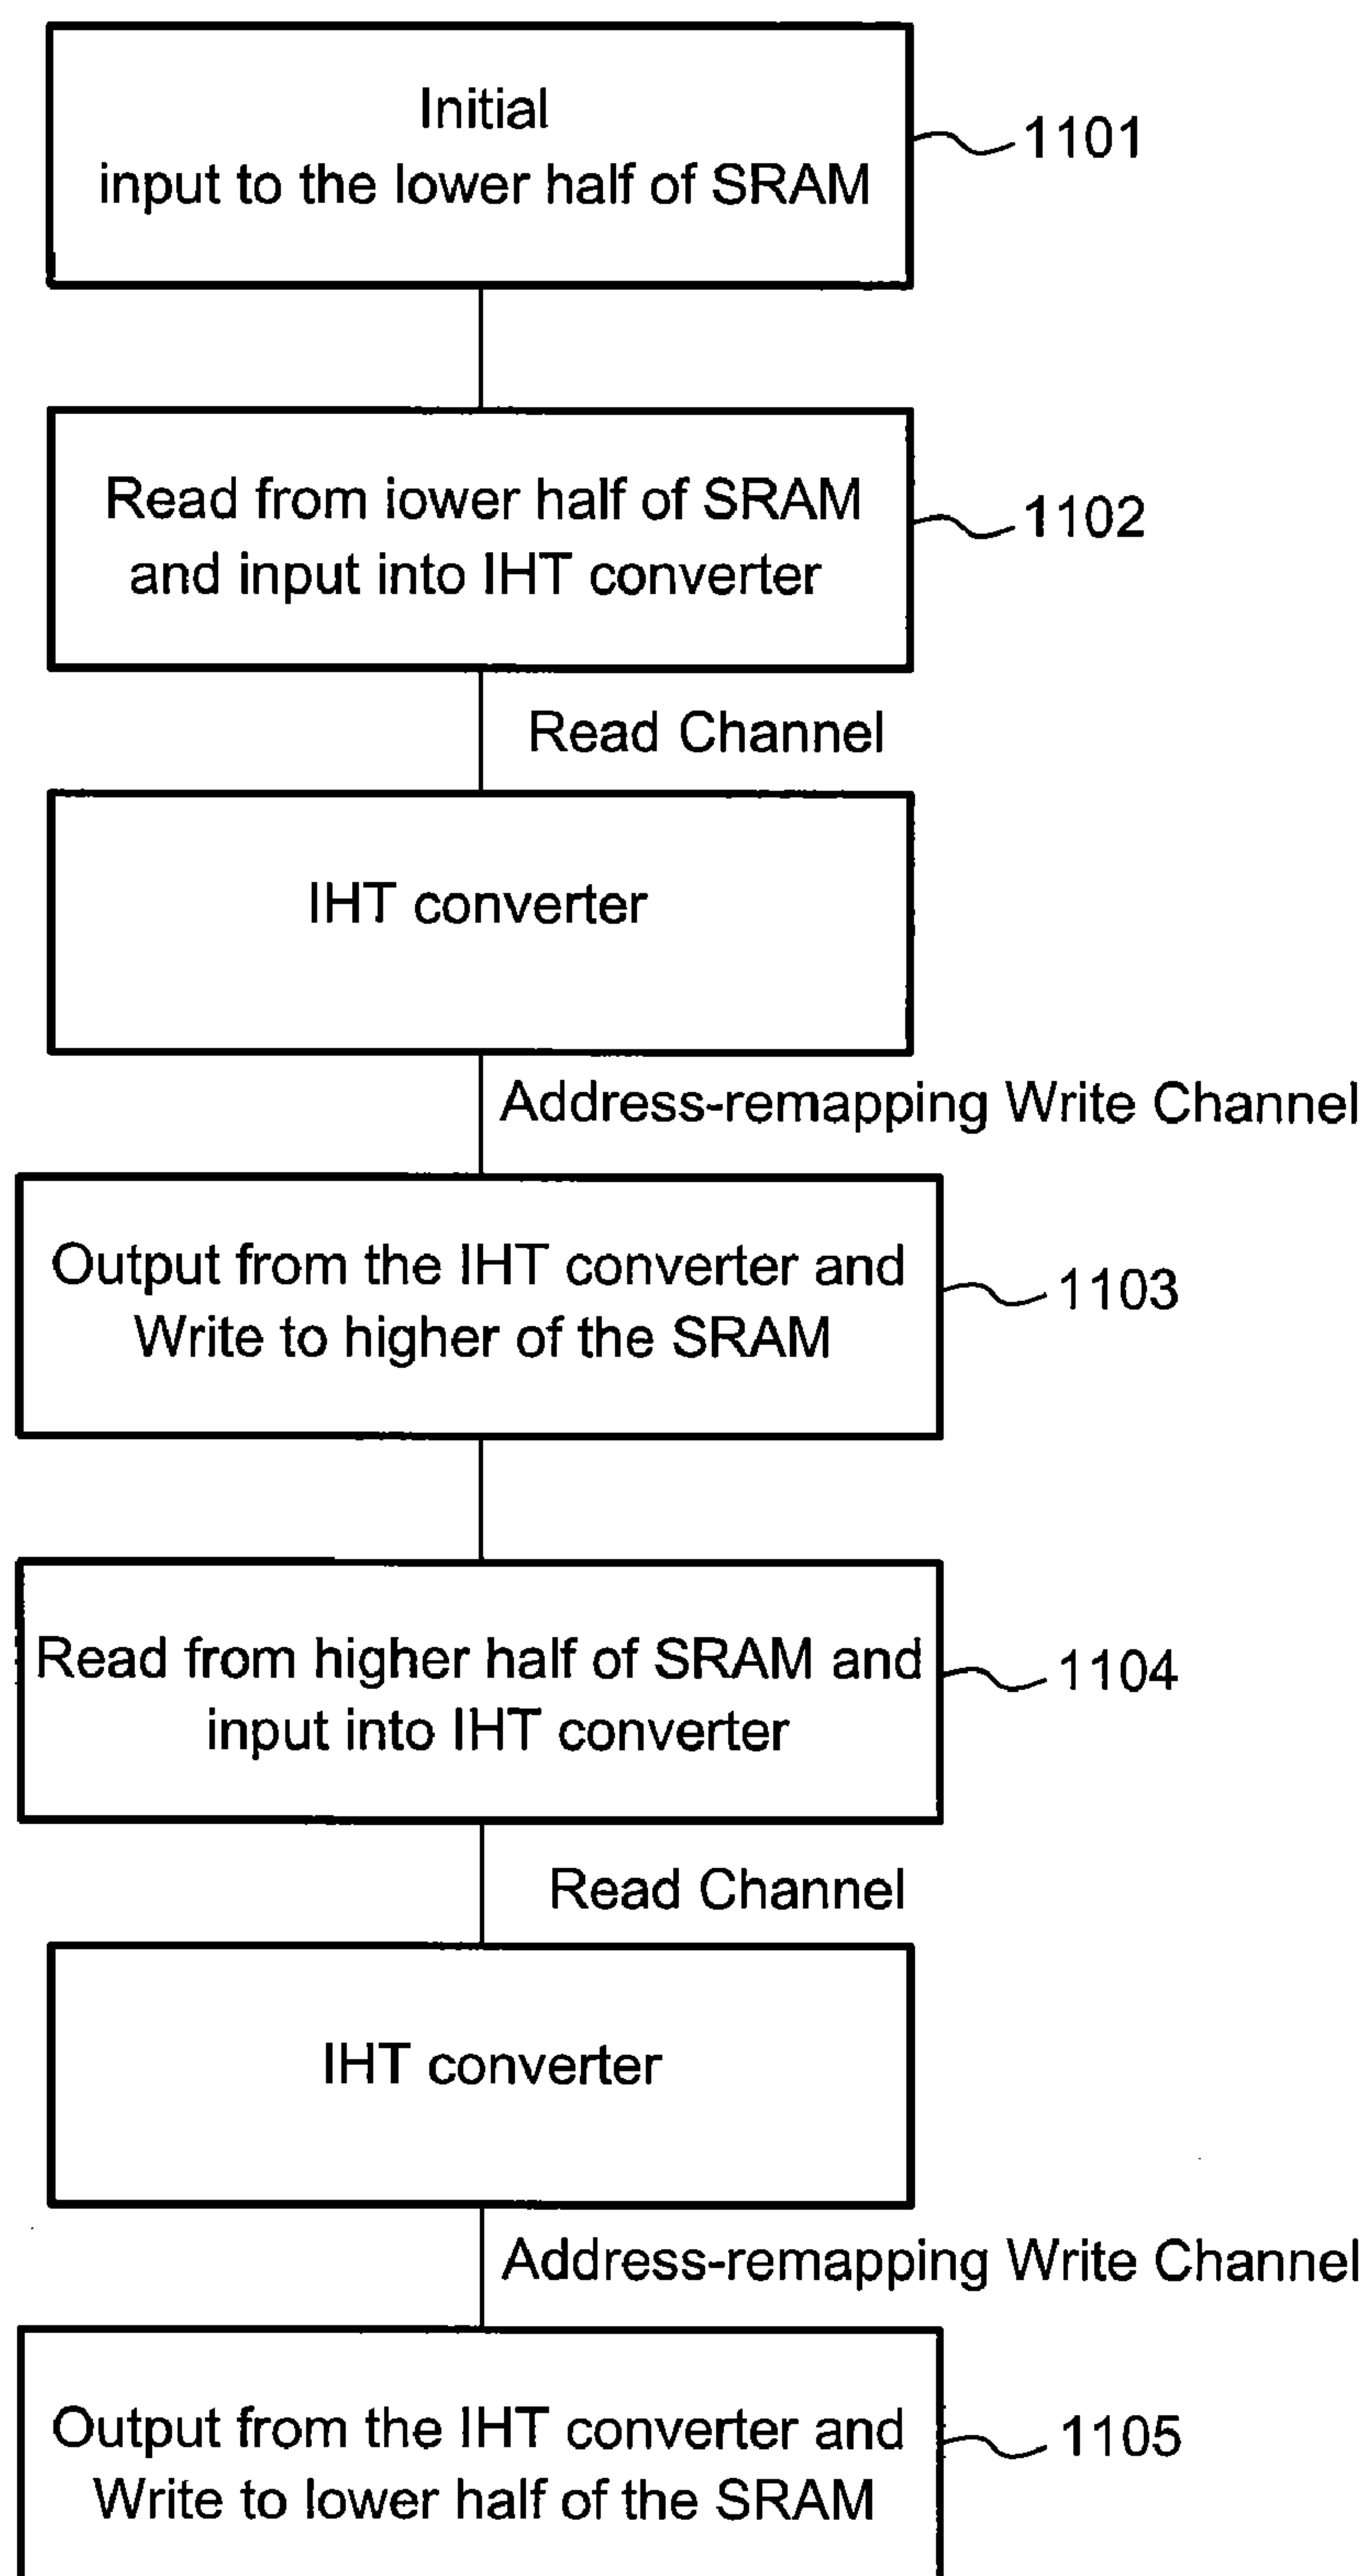 Initial
input to the lower half of SRAM
1101
Read from iower half of SRAM
and input into IHT converter
1102
Read Channel
IHT converter
Address-remapping Write Channel
Output from the IHT converter and
Write to higher of the SRAM
1103
Read from higher half of SRAM and
input into IHT converter
1104
Read Channel
IHT converter
Address-remapping Write Channel
Output from the IHT converter and
Write to lower half of the SRAM
1105